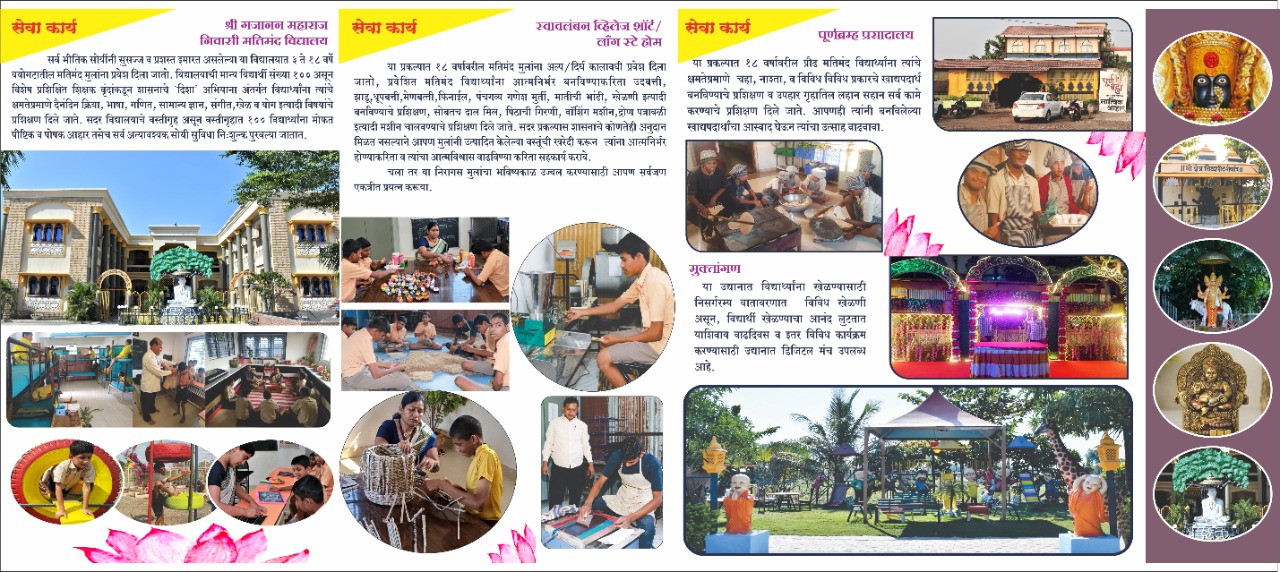 सेवा कार्य
श्री गजानन महाराज
निवासी मतिमंद विद्यालय
सर्व भौतिक सोयींनी सुसज्ज व प्रशस्त इमारत असलेल्या या विद्यालयात ३ ते १८ वर्षे
वयोगटातील मतिमंद मुलांना प्रवेश दिला जातो. विद्यालयाची मान्य विद्यार्थी संख्या १०० असून
विशेष प्रशिक्षित शिक्षक वृंदांकडून शासनाचे 'दिशा' अभियाना अंतर्गत विद्यार्थ्यांना त्यांचे
क्षमतेप्रमाणे दैनंदिन क्रिया, भाषा, गणित, सामान्य ज्ञान, संगीत,खेळ व योग इत्यादी विषयांचे
प्रशिक्षण दिले जाते. सदर विद्यालयाचे वस्तीगृह असून वस्तीगृहात १०० विद्यार्थ्यांना मोफत
पौष्टिक व पोषक आहार तसेच सर्व अत्यावश्यक सोयी सुविधा निःशुल्क पुरवल्या जातात.
सेवा कार्य
स्वावलंबन व्हिलेज शॉर्ट/
लाँग स्टे होम
या प्रकल्पात १८ वर्षावरील मतिमंद मुलांना अल्प/दिर्घ कालावधी प्रवेश दिला
जातो, प्रवेशित मतिमंद विद्यार्थ्यांना आत्मनिर्भर बनविण्याकरिता उदबत्ती,
झाडू,धूपबत्ती,मेणबत्ती,फिनाईल, पंचगव्य गणेश मुर्ती, मातीची भांडी, खेळणी इत्यादी
बनविण्याचे प्रशिक्षण, सोबतच दाल मिल, पिठाची गिरणी, वॉशिंग मशीन,द्रोण पत्रावळी
इत्यादी मशीन चालवण्याचे प्रशिक्षण दिले जाते. सदर प्रकल्पास शासनाचे कोणतेही अनुदान
मिळत नसल्याने आपण मुलांनी उत्पादित केलेल्या वस्तूंची खरेदी करून त्यांना आत्मनिर्भर
होण्याकरिता व त्यांचा आत्मविश्वास वाढविण्या करिता सहकार्य करावे.
चला तर या निरागस मुलांचा भविष्यकाळ उज्वल करण्यासाठी आपण सर्वजण
एकत्रीत प्रयत्न करूया.
सेवा कार्य
पूर्णब्रम्ह प्रसादालय
या प्रकल्पात १८ वर्षावरील प्रौढ मतिमंद विद्यार्थ्यांना त्यांचे
क्षमतेप्रमाणे चहा, नाश्ता, व विविध विविध प्रकारचे खाद्यपदार्थ
बनविण्याचे प्रशिक्षण व उपहार गृहातिल लहान सहान सर्व कामे
करण्याचे प्रशिक्षण दिले जाते. आपणही त्यांनी बनविलेल्या
खाद्यपदार्थांचा आस्वाद घेऊन त्यांचा उत्साह वाढवावा.
मुक्तांगण
या उद्यानात विद्यार्थ्यांना खेळण्यासाठी
निसर्गरम्य वातावरणात विविध खेळणी
असून, विद्यार्थी खेळण्याचा आनंद लुटतात
याशिवाय वाढदिवस व इतर विविध कार्यक्रम
करण्यासाठी उद्यानात डिजिटल मंच उपलब्ध
आहे.